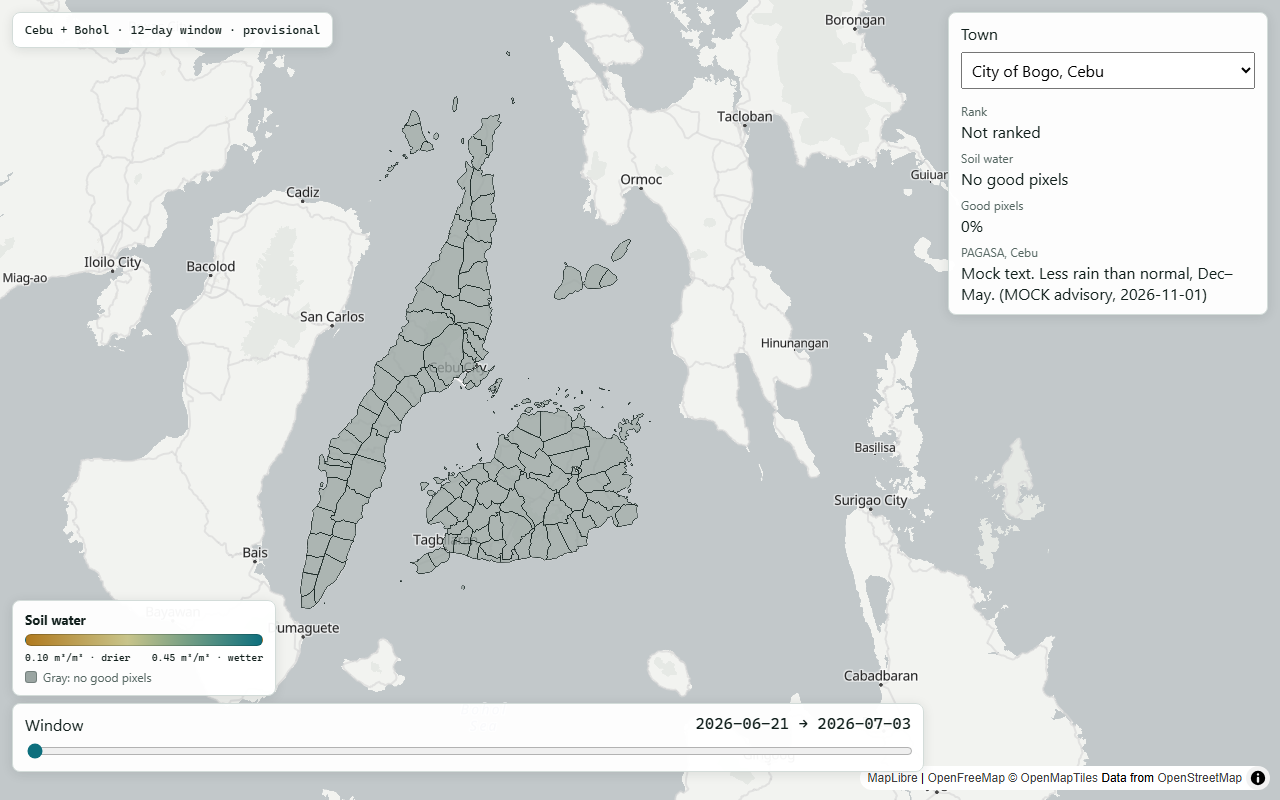 Cebu + Bohol · 12-day window · provisional
Borongan
Town
City of Bogo, Cebu
Rank
Not ranked
Soil water
No good pixels
Good pixels
0%
PAGASA, Cebu
Mock text. Less rain than normal, Dec–
May. (MOCK advisory, 2026-11-01)
Tacloban
Guiuan
Ormoc
Cadiz
Iloilo City
Bacolod
Miag-ao
San Carlos
Hinunangan
Cebu City
Basilisa
Surigao City
Tagbilaran
Bais
Bayawan
Dumaguete
Cabadbaran
Soil water
0.10 m³/m³ · drier 0.45 m³/m³ · wetter
Gray: no good pixels
Window
2026-06-21 → 2026-07-03
MapLibre | OpenFreeMap © OpenMapTiles Data from OpenStreetMap